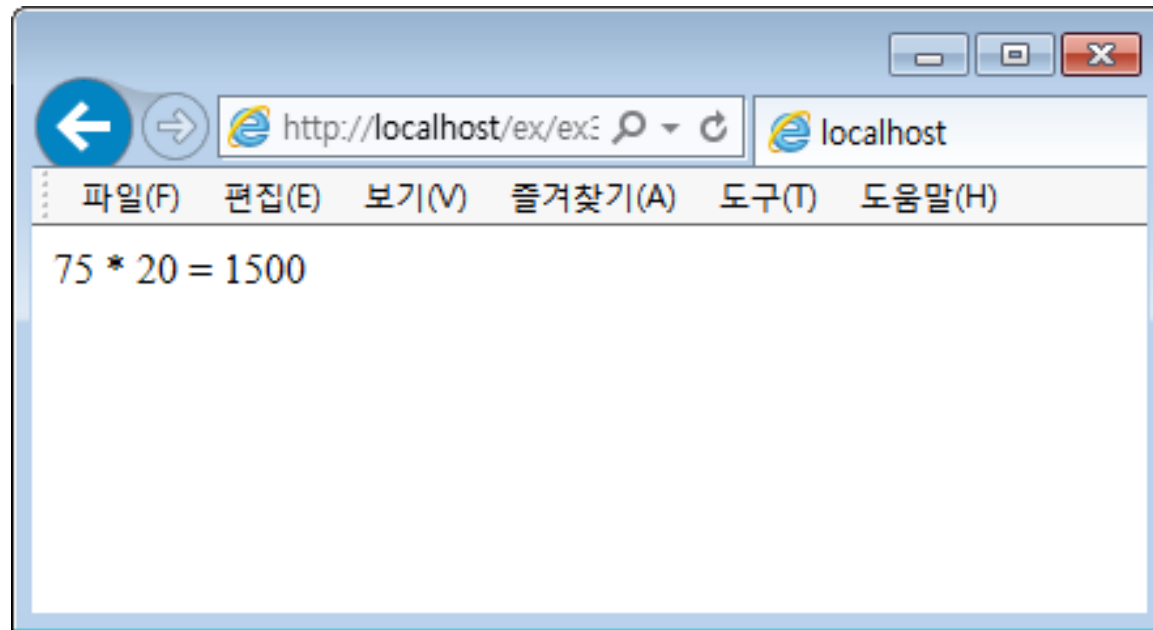 http://localhost/ex/ex3
localhost
파일(F) 편집(E) 보기(V) 즐겨찾기(A) 도구(T) 도움말(H)
75 * 20 = 1500